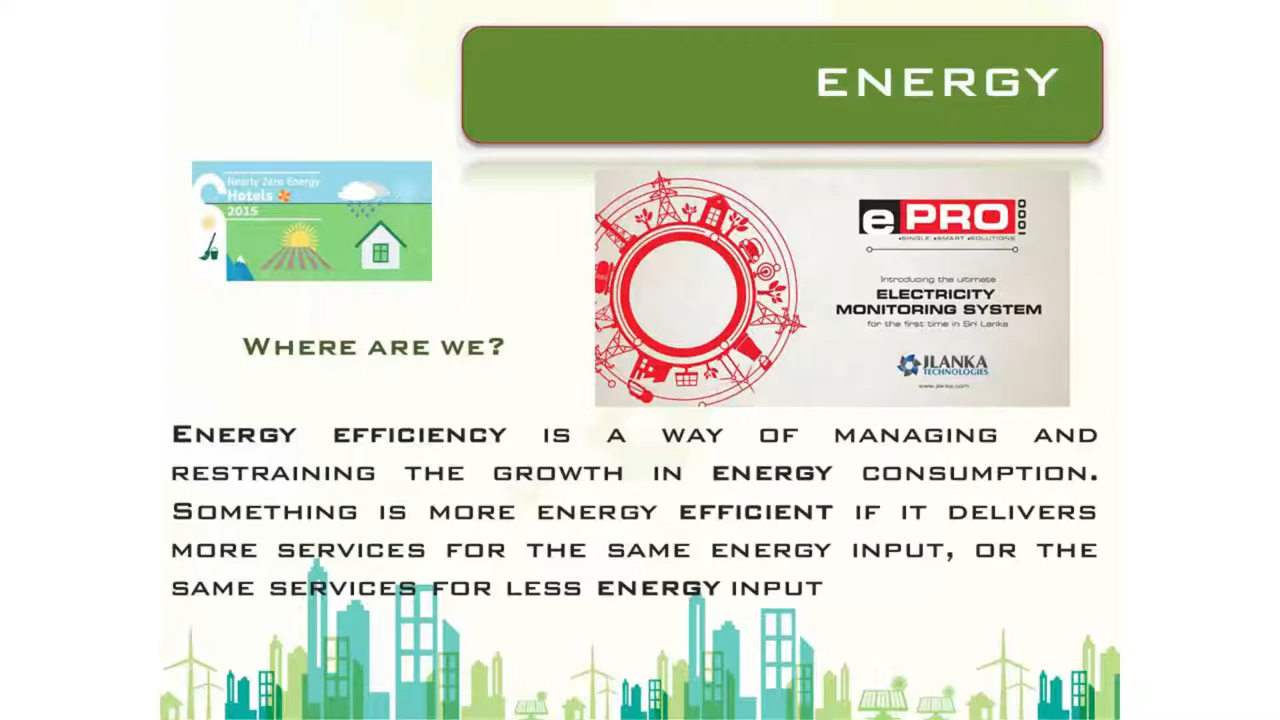 ENERGY
Nearly Zero Energy
Hotels
2015
ePRO 1000
SINGLE SMART SOLUTIONS
Introducing the ultimate
ELECTRICITY
MONITORING SYSTEM
for the first time in Sri Lanka
JLANKA
TECHNOLOGIES
www.jlanka.com
WHERE ARE WE?
ENERGY EFFICIENCY IS A WAY OF MANAGING AND
RESTRAINING THE GROWTH IN ENERGY CONSUMPTION.
SOMETHING IS MORE ENERGY EFFICIENT IF IT DELIVERS
MORE SERVICES FOR THE SAME ENERGY INPUT, OR THE
SAME SERVICES FOR LESS ENERGY INPUT